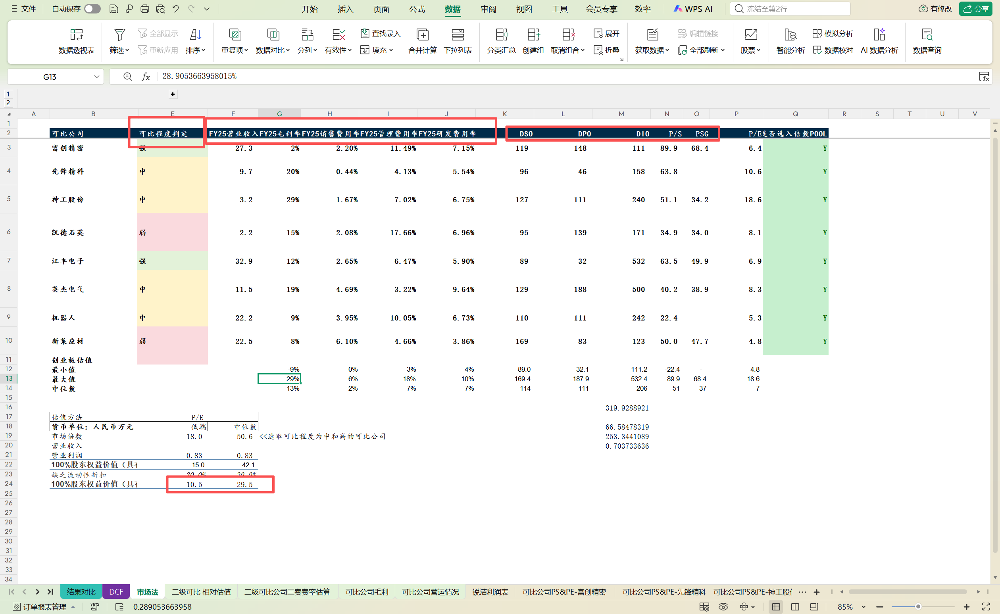 文件 自动保存 开始 插入 页面 公式 数据 审阅 视图 工具 会员专享 效率 WPS AI 冻结至第2行 有修改 分享
数据透视表 筛选 全部显示 重新应用 排序 重复项 数据对比 分列 有效性 查找录入 填充 合并计算 下拉列表 分类汇总 创建组 取消组合 展开 折叠 获取数据 编辑链接 全部刷新 股票 智能分析 模拟分析 数据校对 AI 数据分析 数据查询
G13 fx 28.9053663958015%
1
2
A B E F G H I J K L M N O P Q R S T U V
1
2 可比公司 可比程度判定 FY25营业收入 FY25毛利率 FY25销售费用率 FY25管理费用率 FY25研发费用率 DSO DPO DIO P/S PSG P/E 是否选入倍数POOL
3 富创精密 强 27.3 2% 2.20% 11.49% 7.15% 119 148 111 89.9 68.4 6.4 Y
4 先锋精科 中 9.7 20% 0.44% 4.13% 5.54% 96 46 158 63.8 10.6 Y
5 神工股份 中 3.2 29% 1.67% 7.02% 6.75% 127 111 240 51.1 34.2 18.6 Y
6 凯德石英 弱 2.2 15% 2.08% 17.66% 6.96% 95 139 171 34.9 34.0 8.1 Y
7 江丰电子 强 32.9 12% 2.65% 6.47% 5.90% 89 32 532 63.5 49.9 6.9 Y
8 英杰电气 中 11.5 19% 4.69% 3.22% 9.64% 129 188 500 40.2 38.9 8.3 Y
9 机器人 中 22.2 -9% 3.95% 10.05% 6.73% 110 111 242 -22.4 5.3 Y
10 新莱应材 弱 22.5 8% 6.10% 4.66% 3.86% 169 83 123 50.0 47.7 4.8 Y
11 创业板估值
12 最小值 -9% 0% 3% 4% 89.0 32.1 111.2 -22.4 - 4.8
13 最大值 29% 6% 18% 10% 169.4 187.9 532.4 89.9 68.4 18.6
14 中位数 13% 2% 7% 7% 114 111 206 51 37 7
15
16 319.9288921
17 估值方法 P/E
18 货币单位：人民币万元 低端 中位数 66.58478319
19 市场倍数 18.0 50.6 <<选取可比程度为中和高的可比公司 253.3441089
20 营业收入 0.703733636
21 营业利润 0.83 0.83
22 100%股东权益价值（具 15.0 42.1
23 缺乏流动性折扣 30.0% 30.0%
24 100%股东权益价值（具 10.5 29.5
25
26
27
28
29
30
31
32
33
34
结果对比 DCF 市场法 二级可比 相对估值 二级可比公司三费费率估算 可比公司毛利 可比公司营运情况 锐洁利润表 可比公司PS&PE-富创精密 可比公司PS&PE-先锋精科 可比公司PS&PE-神工股
订单报表管理 0.289053663958 85%